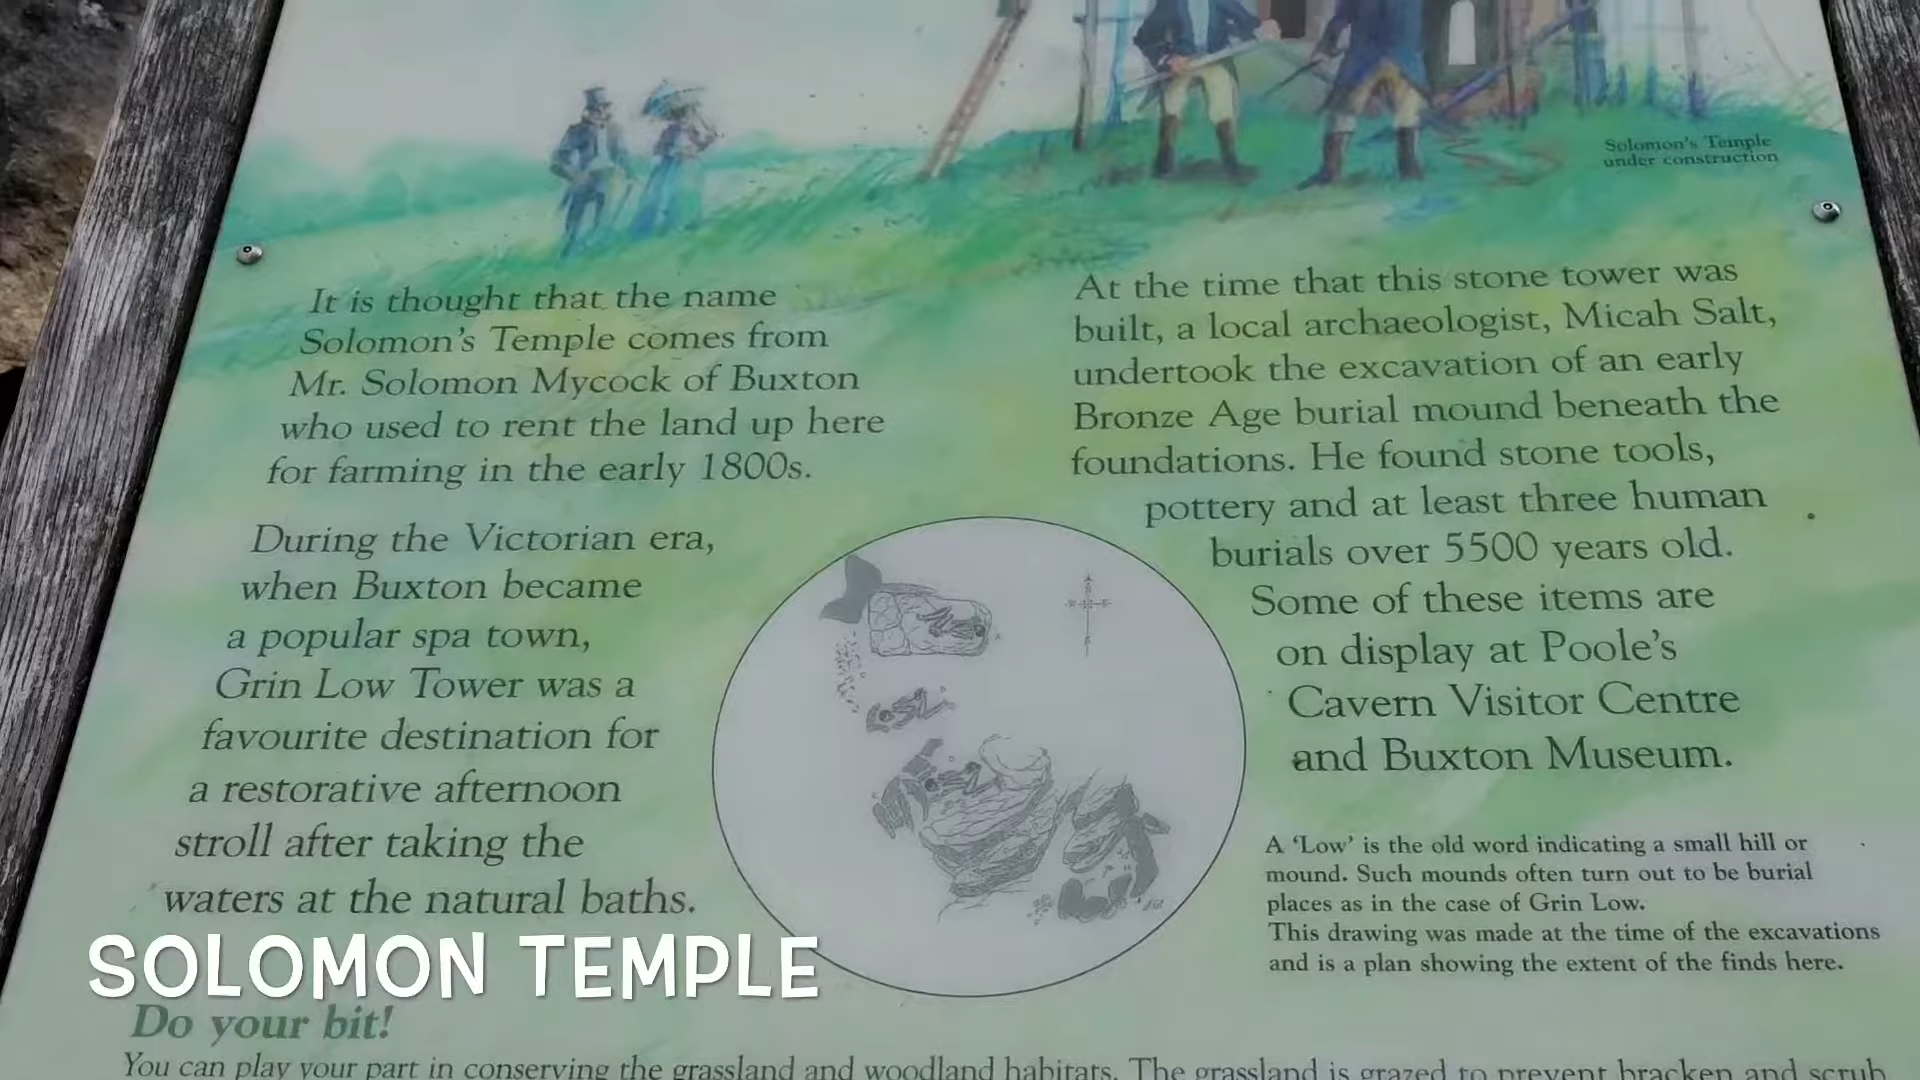 Solomon's Temple
under construction
It is thought that the name
Solomon's Temple comes from
Mr. Solomon Mycock of Buxton
who used to rent the land up here
for farming in the early 1800s.
During the Victorian era,
when Buxton became
a popular spa town,
Grin Low Tower was a
favourite destination for
a restorative afternoon
stroll after taking the
waters at the natural baths.
At the time that this stone tower was
built, a local archaeologist, Micah Salt,
undertook the excavation of an early
Bronze Age burial mound beneath the
foundations. He found stone tools,
pottery and at least three human
burials over 5500 years old.
Some of these items are
on display at Poole's
Cavern Visitor Centre
and Buxton Museum.
A 'Low' is the old word indicating a small hill or
mound. Such mounds often turn out to be burial
places as in the case of Grin Low.
This drawing was made at the time of the excavations
and is a plan showing the extent of the finds here.
SOLOMON TEMPLE
Do your bit!
You can play your part in conserving the grassland and woodland habitats. The grassland is grazed to prevent bracken and scrub